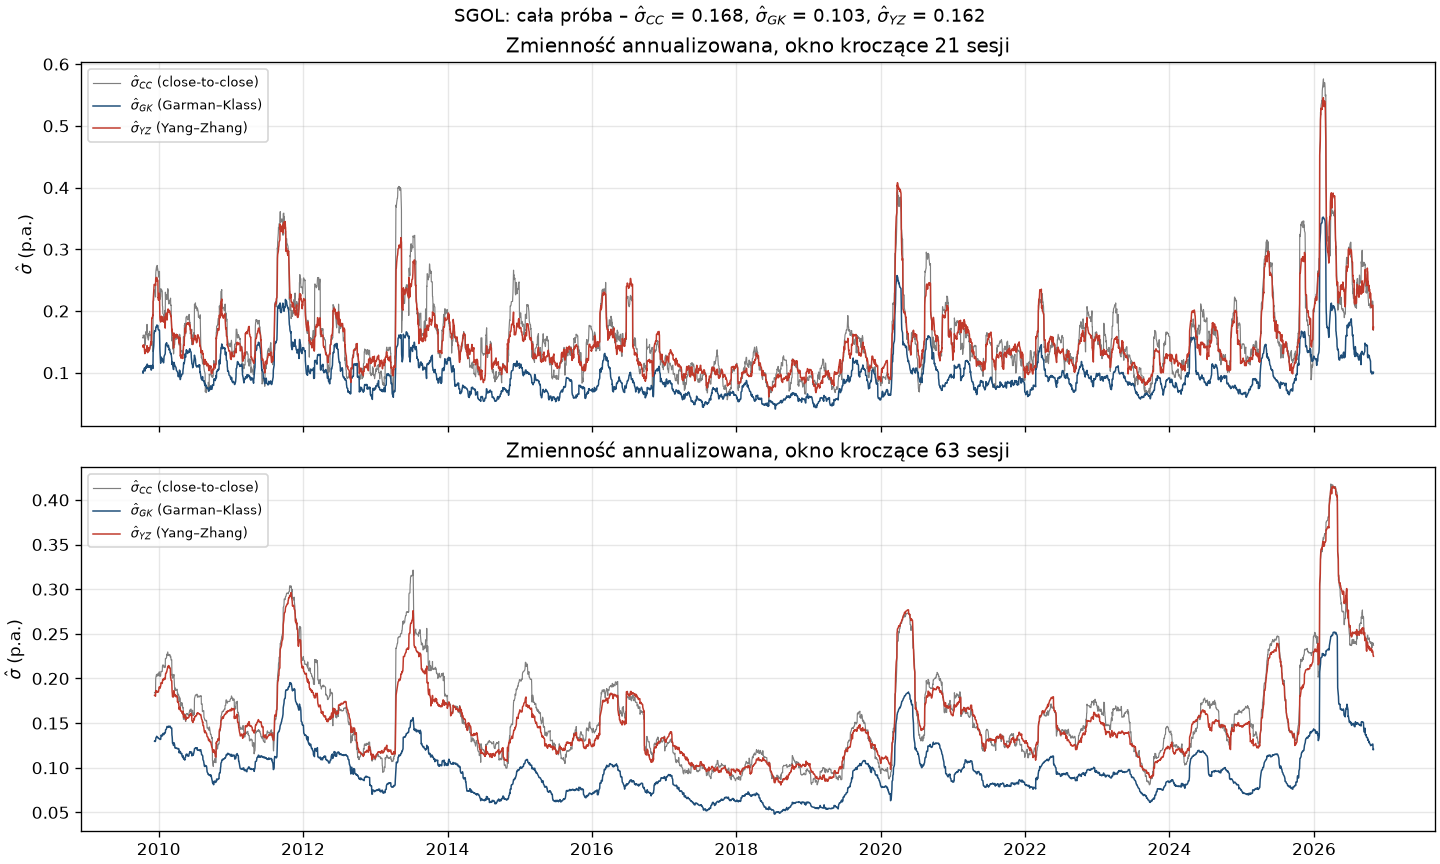 SGOL: cała próba – σ̂CC = 0.168, σ̂GK = 0.103, σ̂YZ = 0.162
Zmienność annualizowana, okno kroczące 21 sesji
σ̂CC (close-to-close)
σ̂GK (Garman–Klass)
σ̂YZ (Yang–Zhang)
σ̂ (p.a.)
0.6
0.5
0.4
0.3
0.2
0.1
Zmienność annualizowana, okno kroczące 63 sesji
σ̂CC (close-to-close)
σ̂GK (Garman–Klass)
σ̂YZ (Yang–Zhang)
σ̂ (p.a.)
0.40
0.35
0.30
0.25
0.20
0.15
0.10
0.05
2010 2012 2014 2016 2018 2020 2022 2024 2026